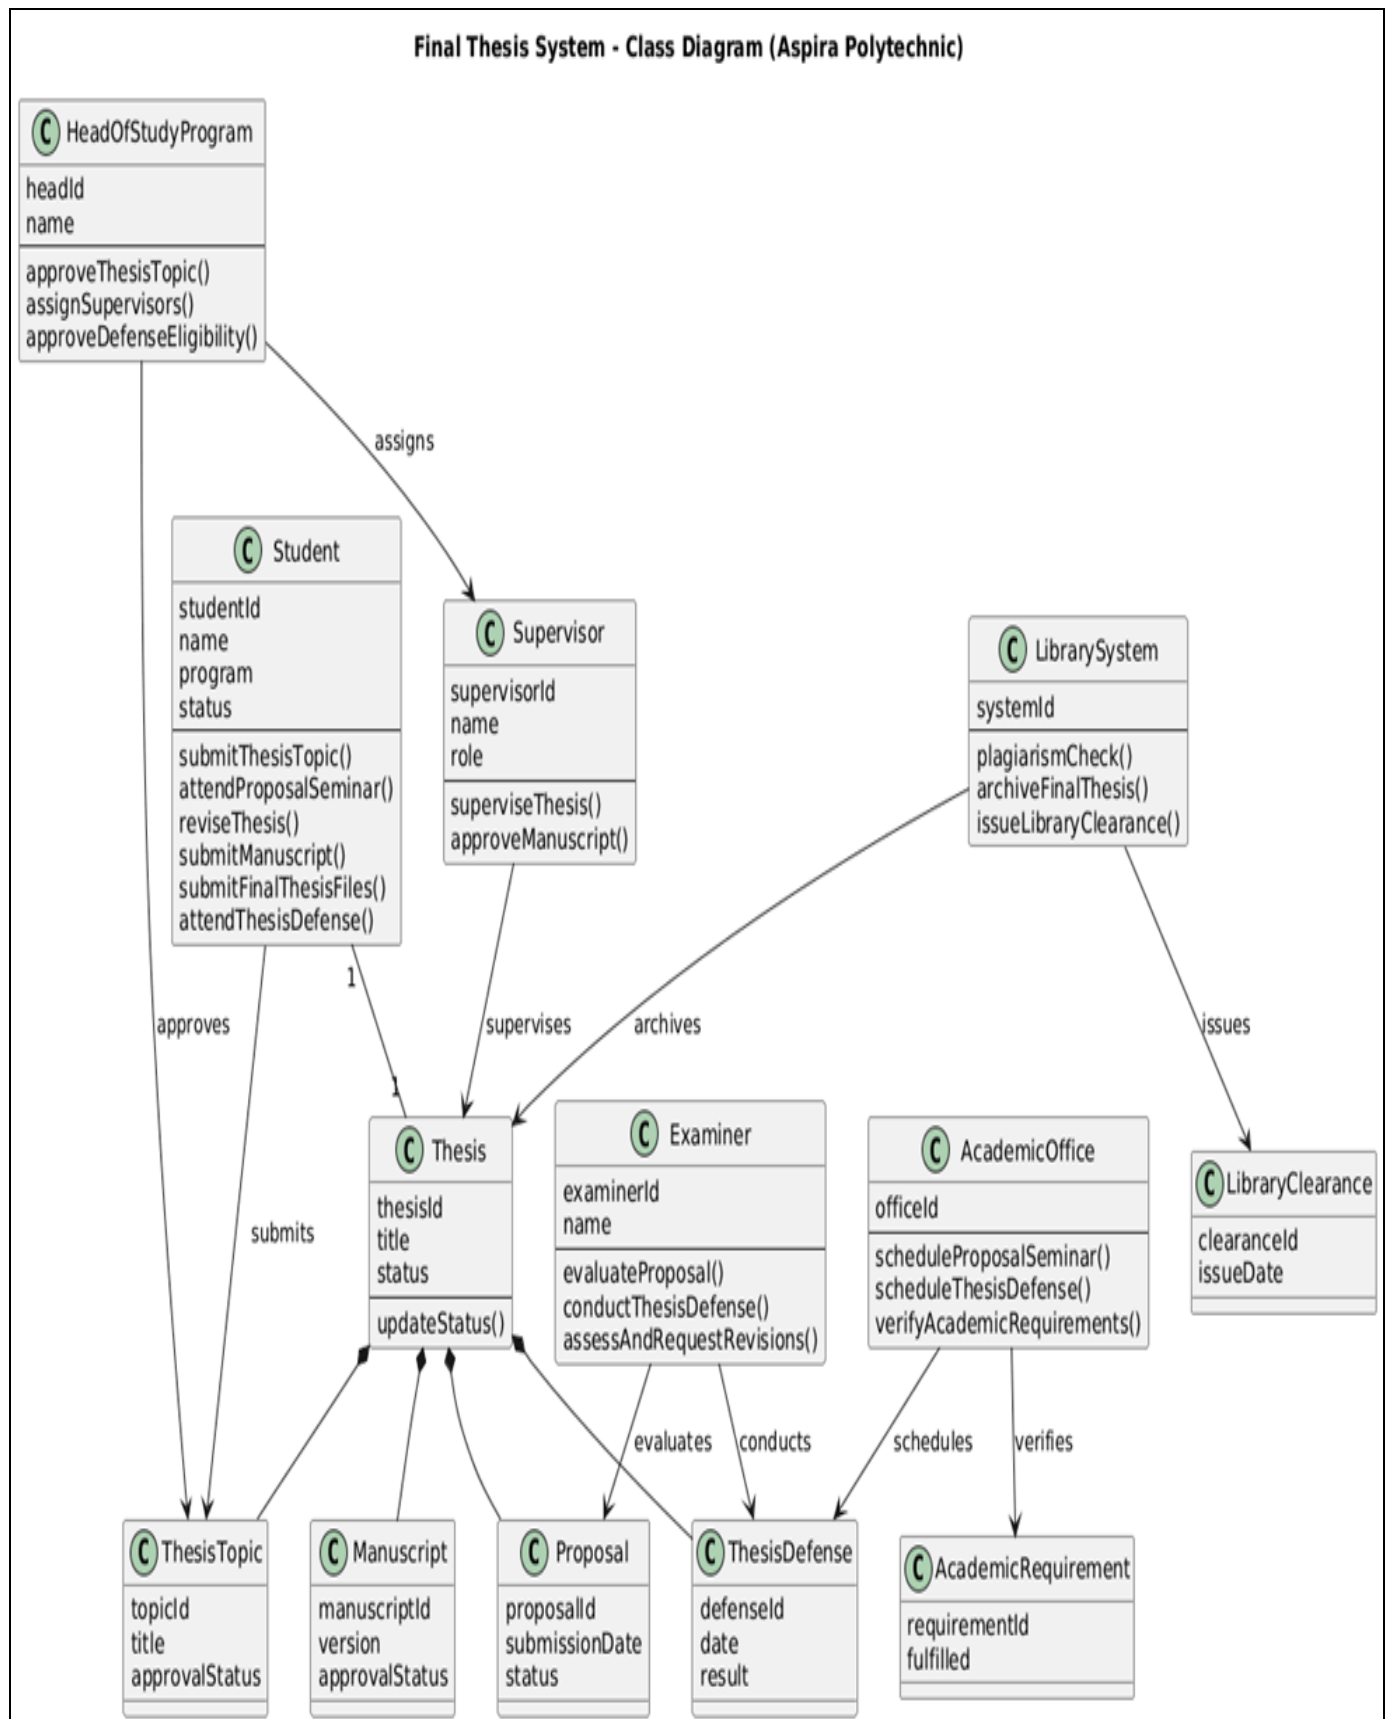 Final Thesis System - Class Diagram (Aspira Polytechnic)
C HeadOfStudyProgram
headId
name
approveThesisTopic()
assignSupervisors()
approveDefenseEligibility()
assigns
C Student
studentId
name
program
status
submitThesisTopic()
attendProposalSeminar()
reviseThesis()
submitManuscript()
submitFinalThesisFiles()
attendThesisDefense()
C Supervisor
supervisorId
name
role
superviseThesis()
approveManuscript()
C LibrarySystem
systemId
plagiarismCheck()
archiveFinalThesis()
issueLibraryClearance()
1
approves
supervises
archives
issues
1
submits
C Thesis
thesisId
title
status
updateStatus()
C Examiner
examinerId
name
evaluateProposal()
conductThesisDefense()
assessAndRequestRevisions()
C AcademicOffice
officeId
scheduleProposalSeminar()
scheduleThesisDefense()
verifyAcademicRequirements()
C LibraryClearance
clearanceId
issueDate
evaluates
conducts
schedules
verifies
C ThesisTopic
topicId
title
approvalStatus
C Manuscript
manuscriptId
version
approvalStatus
C Proposal
proposalId
submissionDate
status
C ThesisDefense
defenseId
date
result
C AcademicRequirement
requirementId
fulfilled